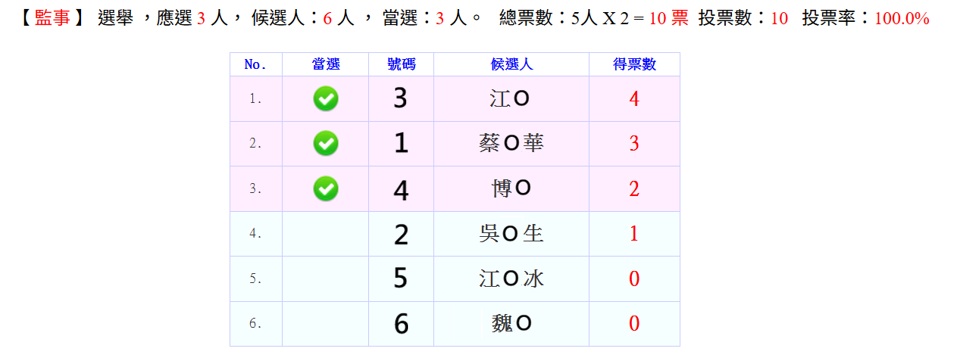 【 監事 】 選舉 ，應選 3 人， 候選人：6 人 ， 當選：3 人。 總票數：5人 X 2 = 10 票 投票數：10 投票率：100.0%
No. 當選 號碼 候選人 得票數
1. 3 江O 4
2. 1 蔡O華 3
3. 4 博O 2
4. 2 吳O生 1
5. 5 江O冰 0
6. 6 魏O 0